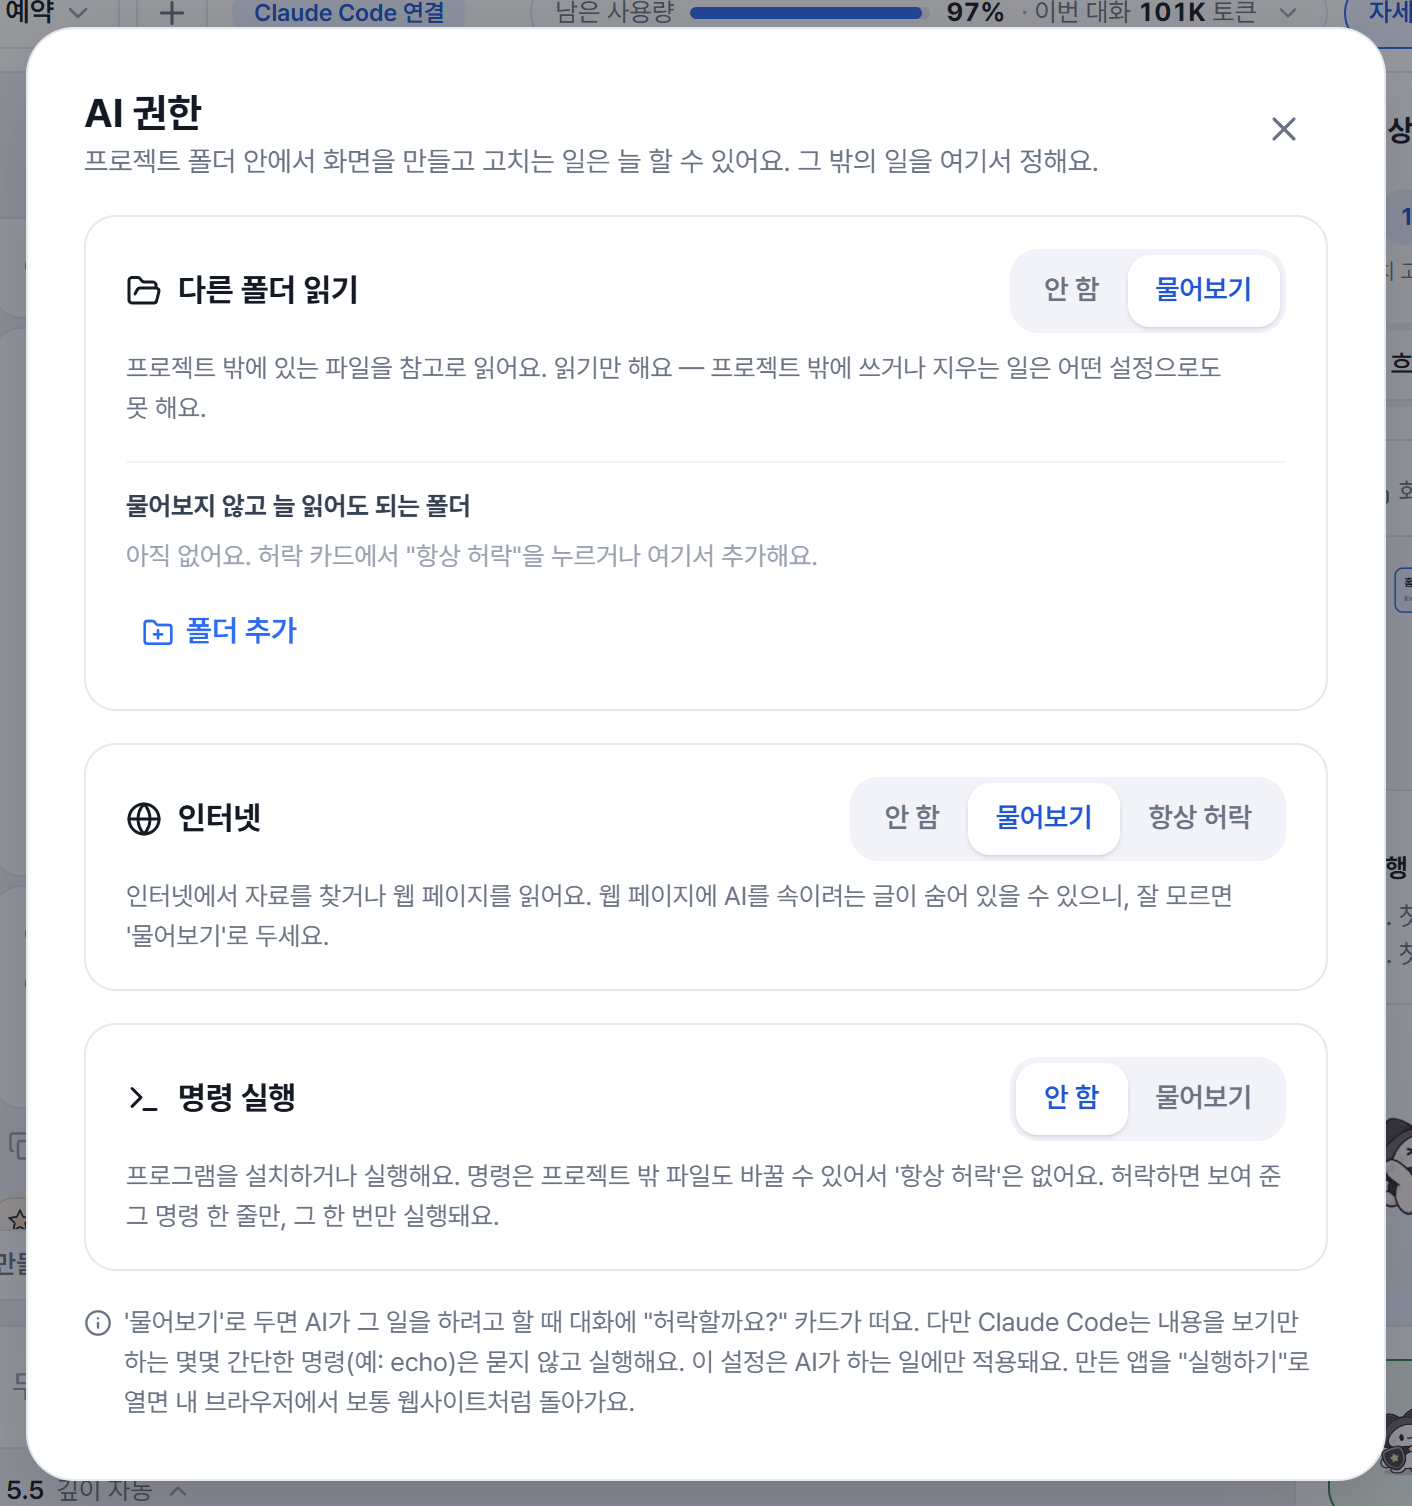 예약
Claude Code 연결
남은 사용량 97% · 이번 대화 101K 토큰
자세
AI 권한
프로젝트 폴더 안에서 화면을 만들고 고치는 일은 늘 할 수 있어요. 그 밖의 일을 여기서 정해요.
다른 폴더 읽기
안 함 물어보기
프로젝트 밖에 있는 파일을 참고로 읽어요. 읽기만 해요 — 프로젝트 밖에 쓰거나 지우는 일은 어떤 설정으로도
못 해요.
물어보지 않고 늘 읽어도 되는 폴더
아직 없어요. 허락 카드에서 "항상 허락"을 누르거나 여기서 추가해요.
폴더 추가
인터넷
안 함 물어보기 항상 허락
인터넷에서 자료를 찾거나 웹 페이지를 읽어요. 웹 페이지에 AI를 속이려는 글이 숨어 있을 수 있으니, 잘 모르면
'물어보기'로 두세요.
명령 실행
안 함 물어보기
프로그램을 설치하거나 실행해요. 명령은 프로젝트 밖 파일도 바꿀 수 있어서 '항상 허락'은 없어요. 허락하면 보여 준
그 명령 한 줄만, 그 한 번만 실행돼요.
'물어보기'로 두면 AI가 그 일을 하려고 할 때 대화에 "허락할까요?" 카드가 떠요. 다만 Claude Code는 내용을 보기만
하는 몇몇 간단한 명령(예: echo)은 묻지 않고 실행해요. 이 설정은 AI가 하는 일에만 적용돼요. 만든 앱을 "실행하기"로
열면 내 브라우저에서 보통 웹사이트처럼 돌아가요.
5.5 깊이 자동